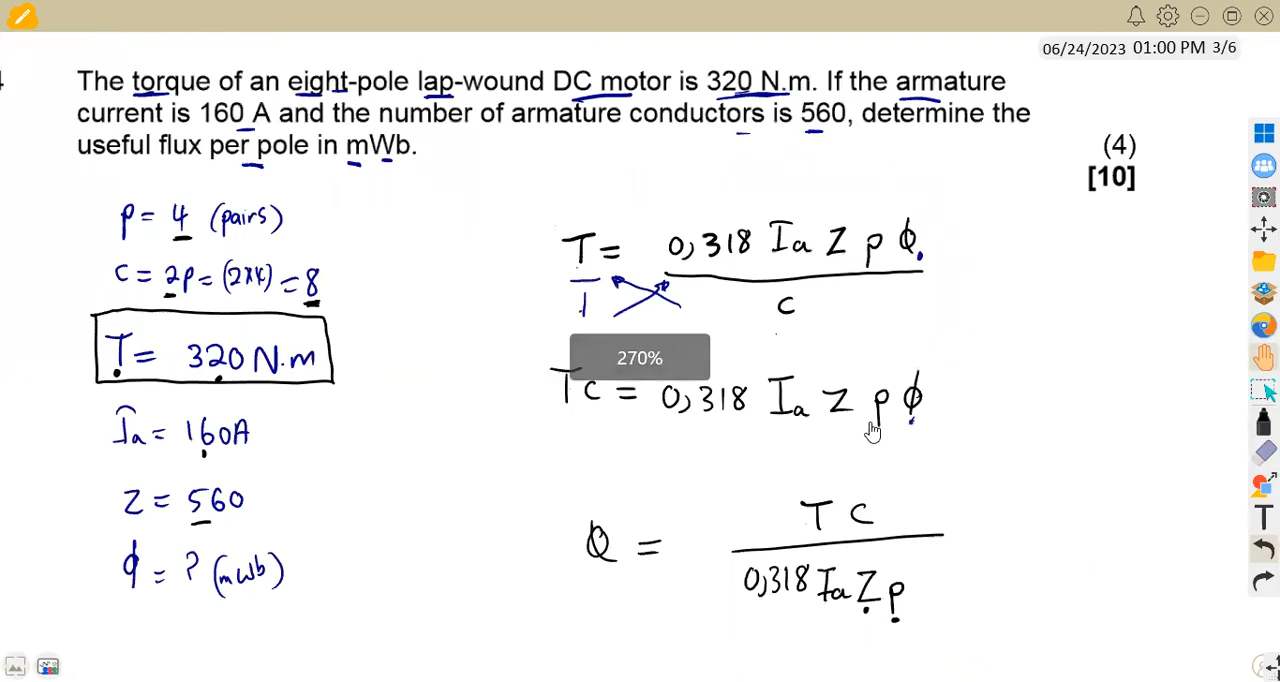 06/24/2023 01:00 PM 3/6
The torque of an eight-pole lap-wound DC motor is 320 N.m. If the armature
current is 160 A and the number of armature conductors is 560, determine the
useful flux per pole in mWb.
(4)
[10]
p = 4 (pairs)
c = 2p = (2×4) = 8
T = 320 N.m
Ia = 160A
Z = 560
ϕ = ? (mWb)
T = 0,318 Ia Z p ϕ.
1 c
270%
Tc = 0,318 Ia Z p ϕ
ϕ = T c
0,318 Ia Z p